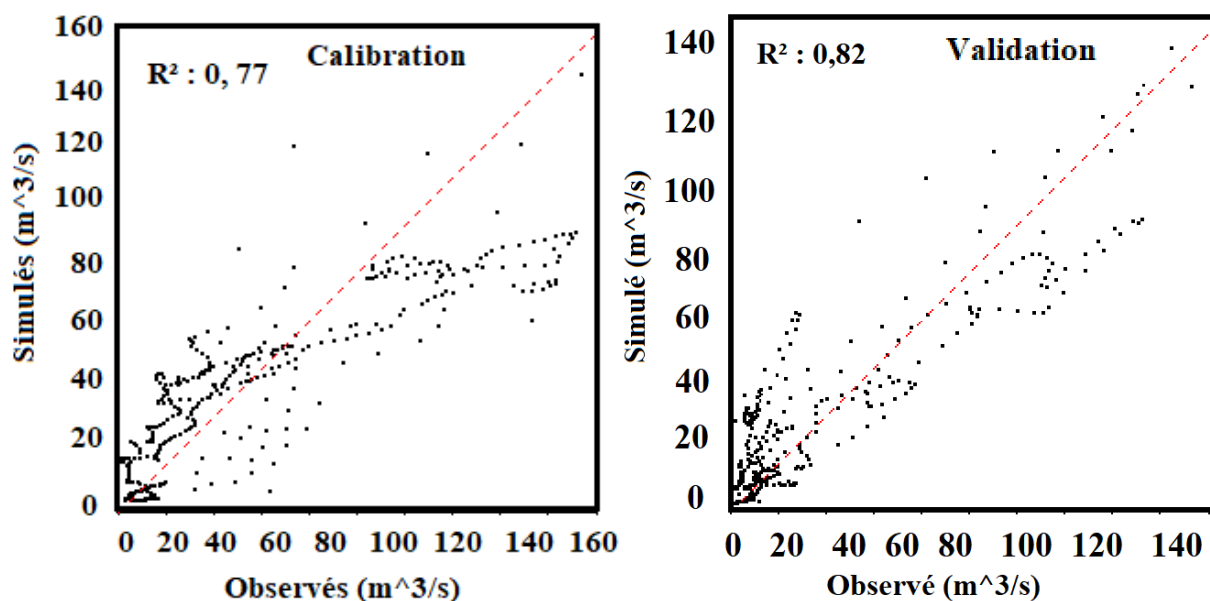 Calibration
R² : 0, 77
160
140
120
100
80
60
40
20
0
Simulés (m^3/s)
0 20 40 60 80 100 120 140 160
Observés (m^3/s)
Validation
R² : 0,82
140
120
100
80
60
40
20
0
Simulé (m^3/s)
0 20 40 60 80 100 120 140
Observé (m^3/s)